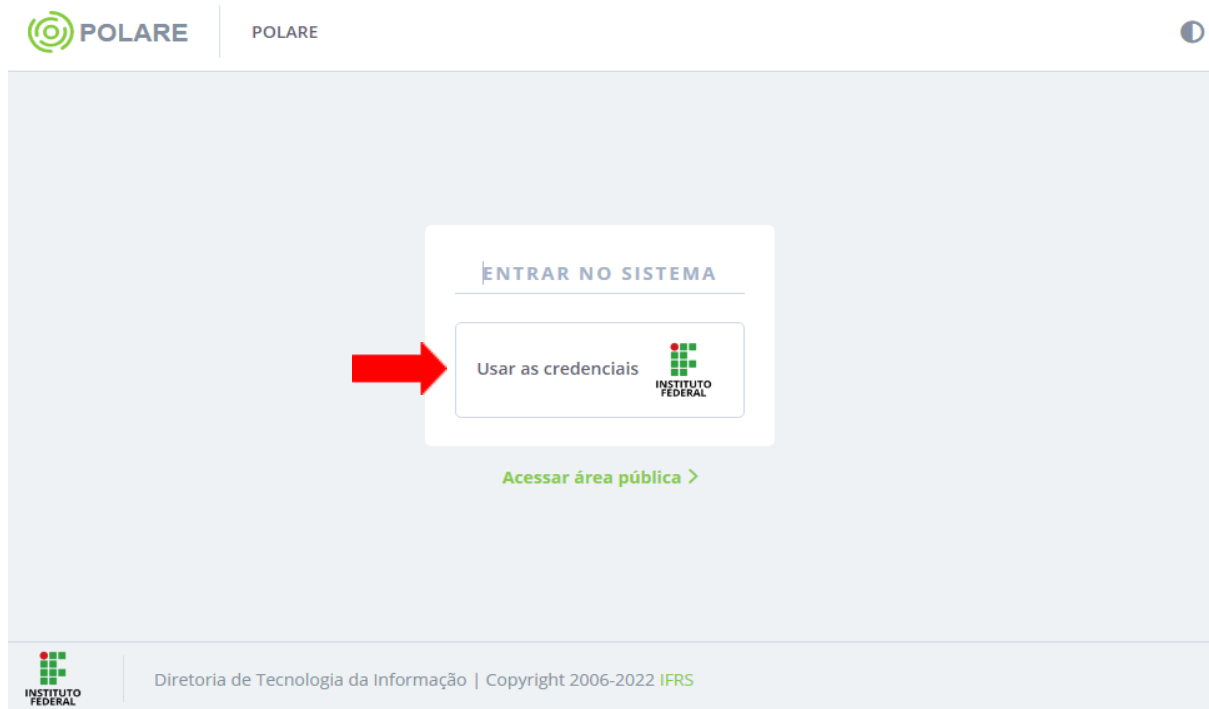 POLARE
POLARE
ENTRAR NO SISTEMA
Usar as credenciais
INSTITUTO
FEDERAL
Acessar área pública >
INSTITUTO
FEDERAL
Diretoria de Tecnologia da Informação | Copyright 2006-2022 IFRS